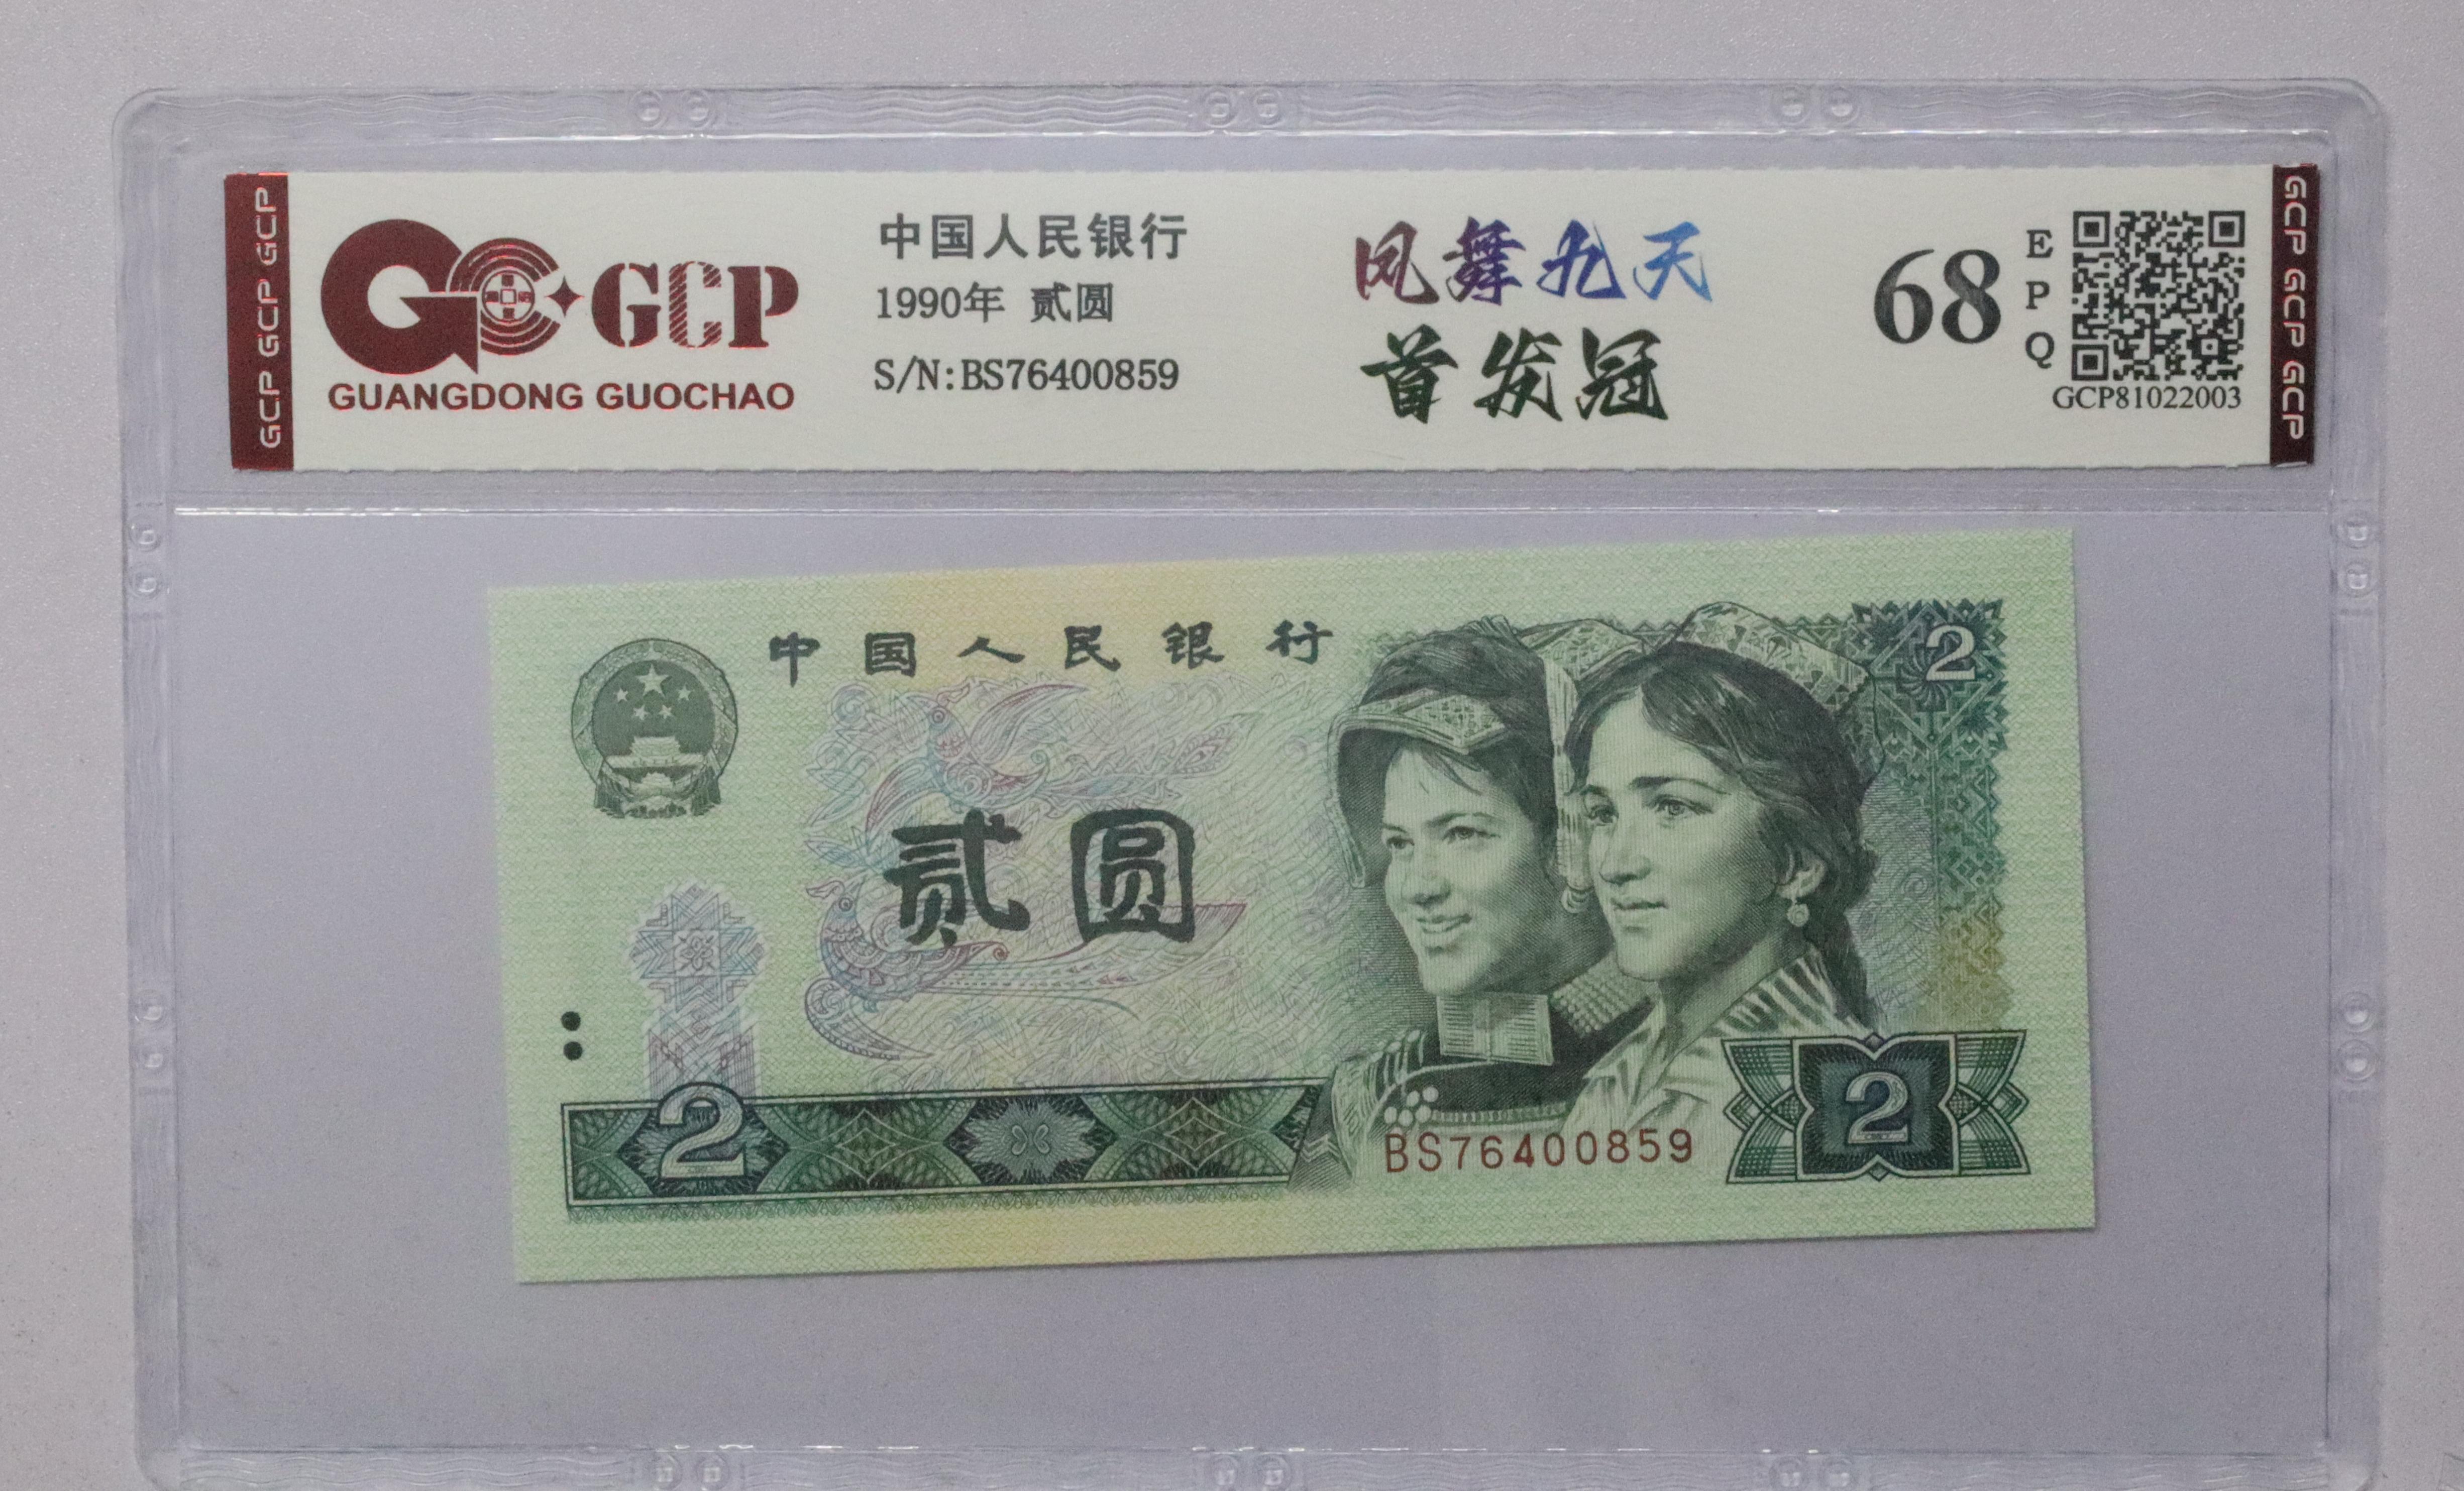 GCP GCP GCP
GCP
GUANGDONG GUOCHAO
中国人民银行
1990年 贰圆
S/N:BS76400859
凤舞九天
首发冠
68
EPQ
GCP81022003
GCP GCP GCP
中国人民银行
2
贰圆
2
BS76400859
2